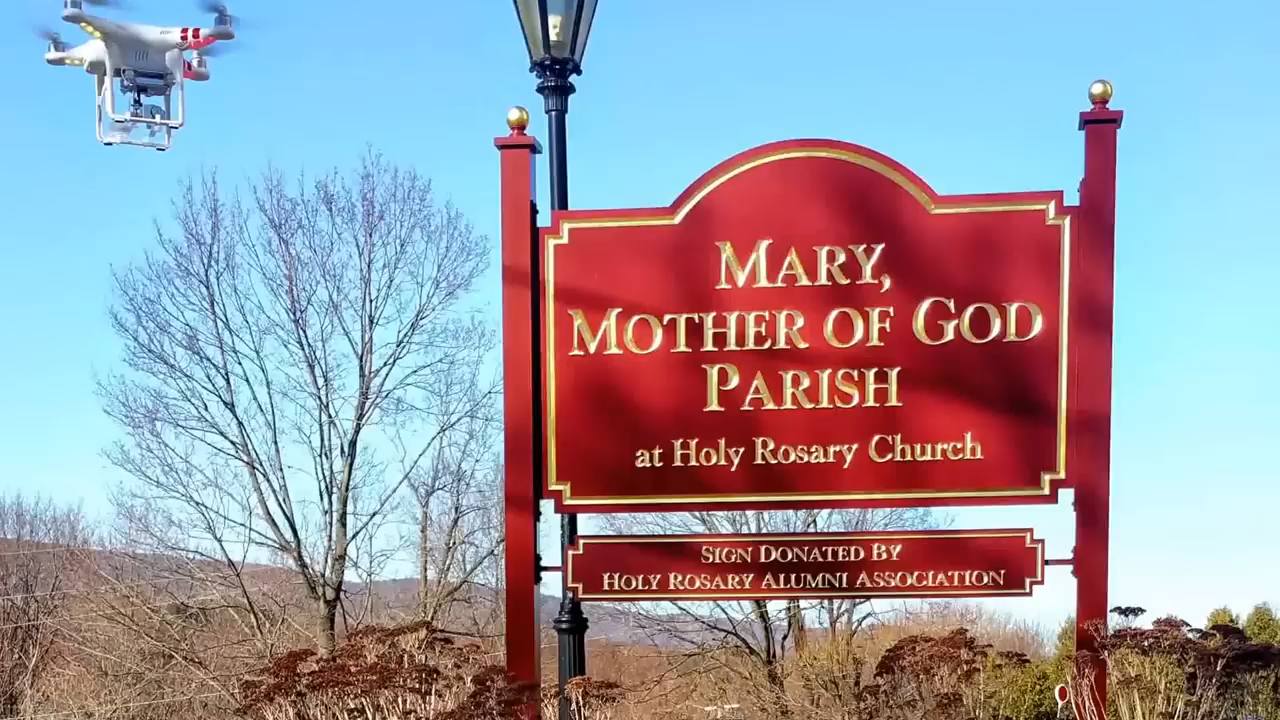 MARY,
MOTHER OF GOD
PARISH
at Holy Rosary Church
SIGN DONATED BY
HOLY ROSARY ALUMNI ASSOCIATION